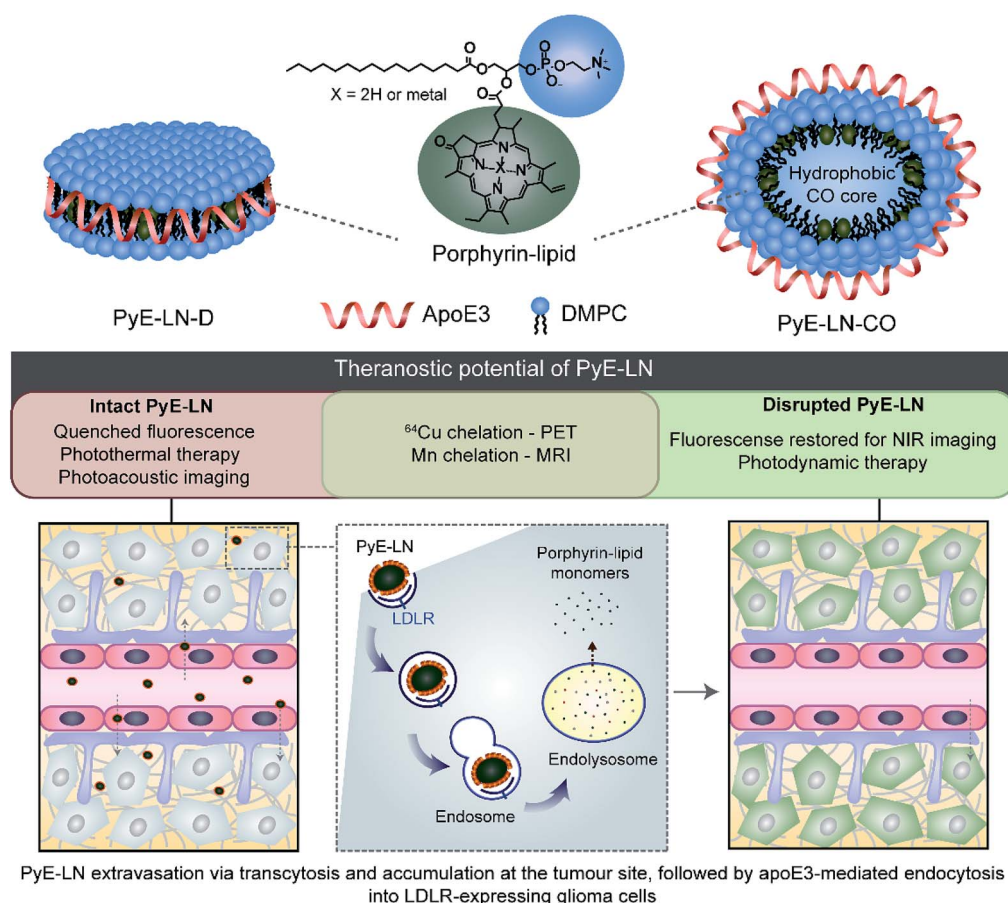 X = 2H or metal
O
O
O
O
O
P
O
O⁻
N⁺
O
N
N
X
N
N
Hydrophobic
CO core
Porphyrin-lipid
PyE-LN-D
ApoE3
DMPC
PyE-LN-CO
Theranostic potential of PyE-LN
Intact PyE-LN
Quenched fluorescence
Photothermal therapy
Photoacoustic imaging
⁶⁴Cu chelation - PET
Mn chelation - MRI
Disrupted PyE-LN
Fluorescense restored for NIR imaging
Photodynamic therapy
PyE-LN
LDLR
Porphyrin-lipid
monomers
Endolysosome
Endosome
PyE-LN extravasation via transcytosis and accumulation at the tumour site, followed by apoE3-mediated endocytosis
into LDLR-expressing glioma cells